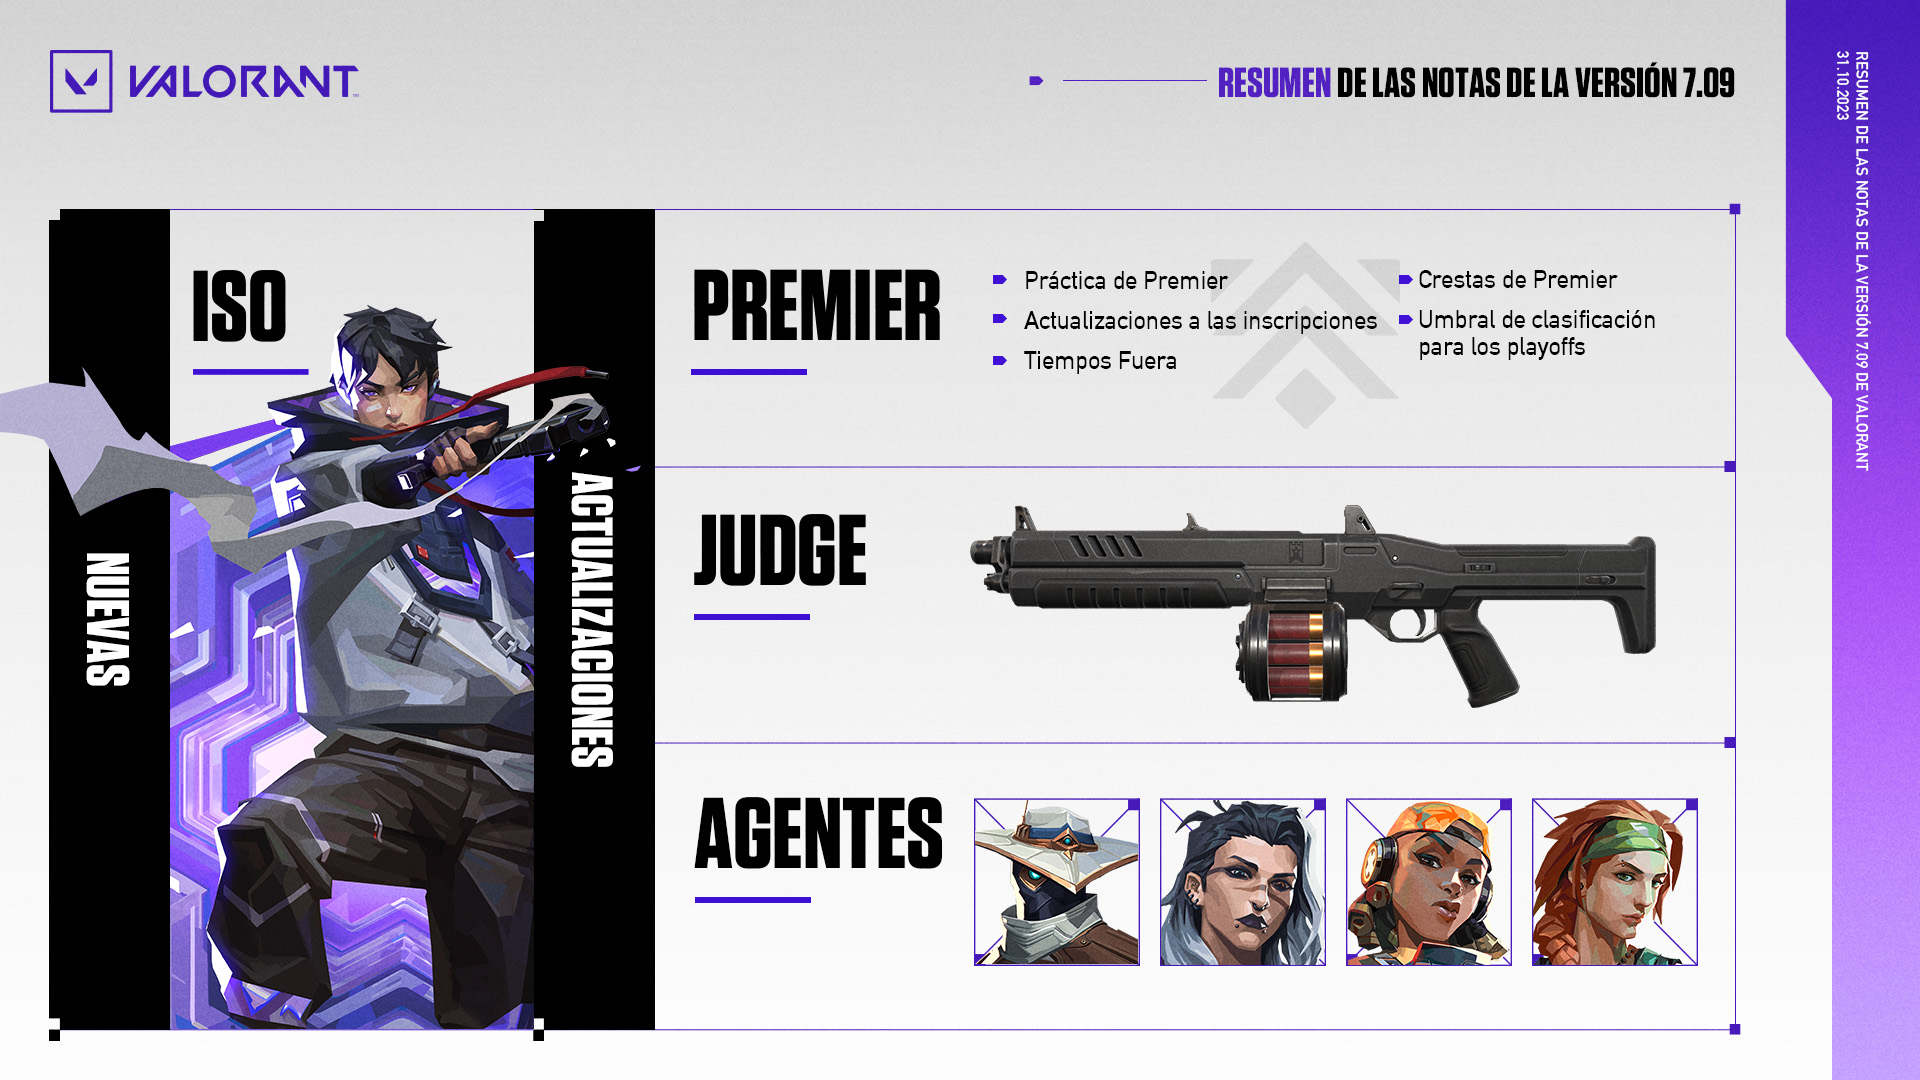 VALORANT
RESUMEN DE LAS NOTAS DE LA VERSIÓN 7.09
RESUMEN DE LAS NOTAS DE LA VERSIÓN 7.09 DE VALORANT
31.10.2023
NUEVAS
ISO
ACTUALIZACIONES
PREMIER
Práctica de Premier
Actualizaciones a las inscripciones
Tiempos Fuera
Crestas de Premier
Umbral de clasificación
para los playoffs
JUDGE
AGENTES